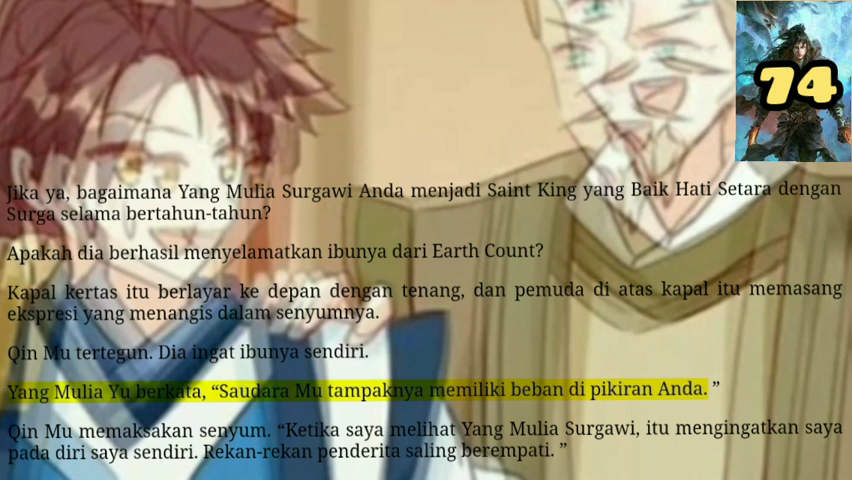 74
Jika ya, bagaimana Yang Mulia Surgawi Anda menjadi Saint King yang Baik Hati Setara dengan
Surga selama bertahun-tahun?
Apakah dia berhasil menyelamatkan ibunya dari Earth Count?
Kapal kertas itu berlayar ke depan dengan tenang, dan pemuda di atas kapal itu memasang
ekspresi yang menangis dalam senyumnya.
Qin Mu tertegun. Dia ingat ibunya sendiri.
Yang Mulia Yu berkata, “Saudara Mu tampaknya memiliki beban di pikiran Anda. ”
Qin Mu memaksakan senyum. “Ketika saya melihat Yang Mulia Surgawi, itu mengingatkan saya
pada diri saya sendiri. Rekan-rekan penderita saling berempati. ”